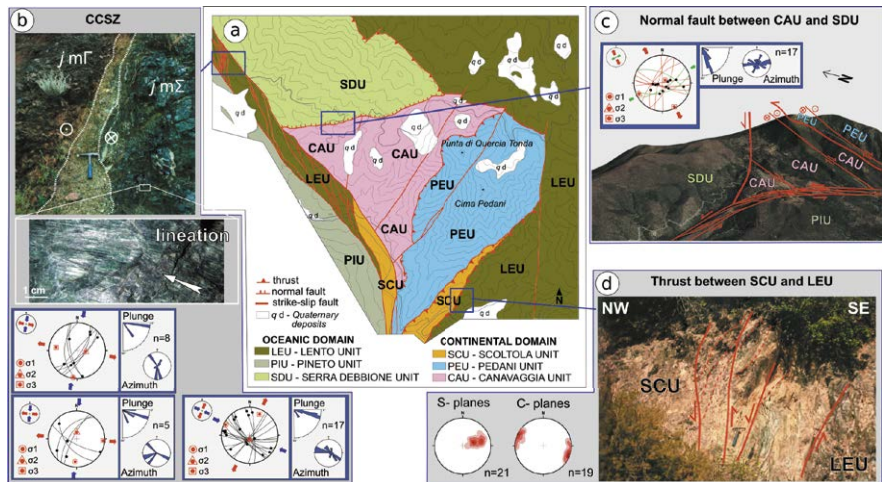 b
CCSZ
j mΓ
j mΣ
lineation
1 cm
Plunge
n=8
σ1
σ2
σ3
Azimuth
Plunge
n=5
σ1
σ2
σ3
Azimuth
Plunge
n=17
σ1
σ2
σ3
Azimuth
a
SDU
q d
q d
q d
q d
q d
q d
CAU
CAU
q d
q d
Punta di Quercia Tonda
q d
LEU
PEU
LEU
q d
Cima Pedani
CAU
PEU
PIU
SCU
LEU
SCU
q d
q d
thrust
normal fault
strike-slip fault
q d - Quaternary
deposits
N
OCEANIC DOMAIN
LEU - LENTO UNIT
PIU - PINETO UNIT
SDU - SERRA DEBBIONE UNIT
CONTINENTAL DOMAIN
SCU - SCOLTOLA UNIT
PEU - PEDANI UNIT
CAU - CANAVAGGIA UNIT
c
Normal fault between CAU and SDU
n=17
Plunge
Azimuth
σ1
σ2
σ3
N
PEU
PEU
CAU
CAU
SDU
CAU
PIU
d
Thrust between SCU and LEU
NW
SE
SCU
LEU
S- planes
C- planes
n=21
n=19